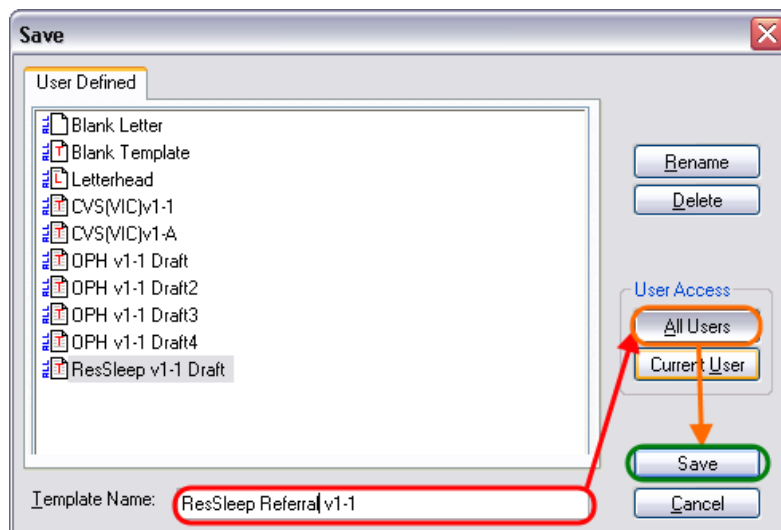 Save
User Defined
Blank Letter
Blank Template
Letterhead
CVS(VIC)v1-1
CVS(VIC)v1-A
OPH v1-1 Draft
OPH v1-1 Draft2
OPH v1-1 Draft3
OPH v1-1 Draft4
ResSleep v1-1 Draft
Rename
Delete
User Access
All Users
Current User
Save
Template Name: ResSleep Referral v1-1
Cancel